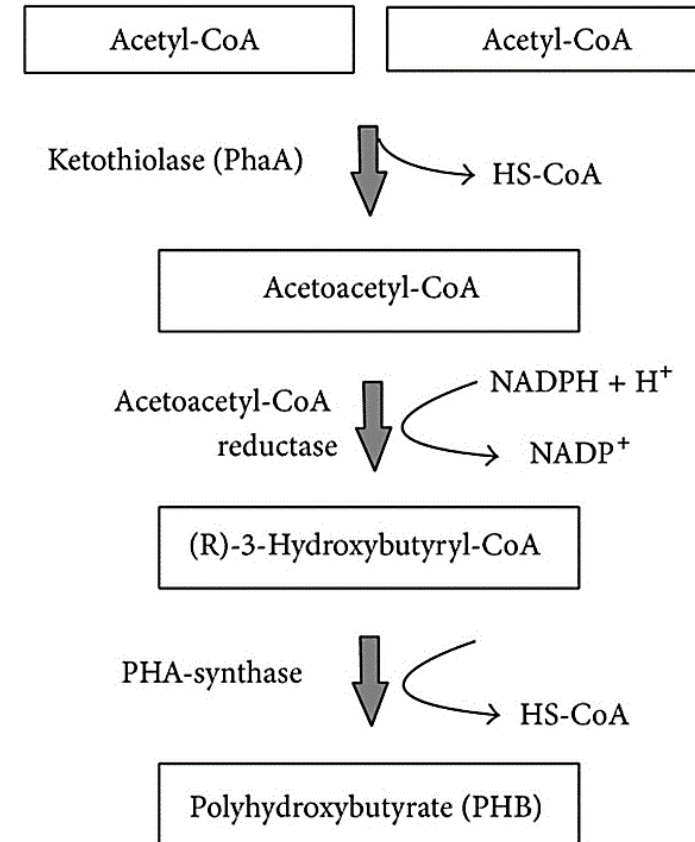 Acetyl-CoA
Acetyl-CoA
Ketothiolase (PhaA)
HS-CoA
Acetoacetyl-CoA
Acetoacetyl-CoA
reductase
NADPH + H⁺
NADP⁺
(R)-3-Hydroxybutyryl-CoA
PHA-synthase
HS-CoA
Polyhydroxybutyrate (PHB)